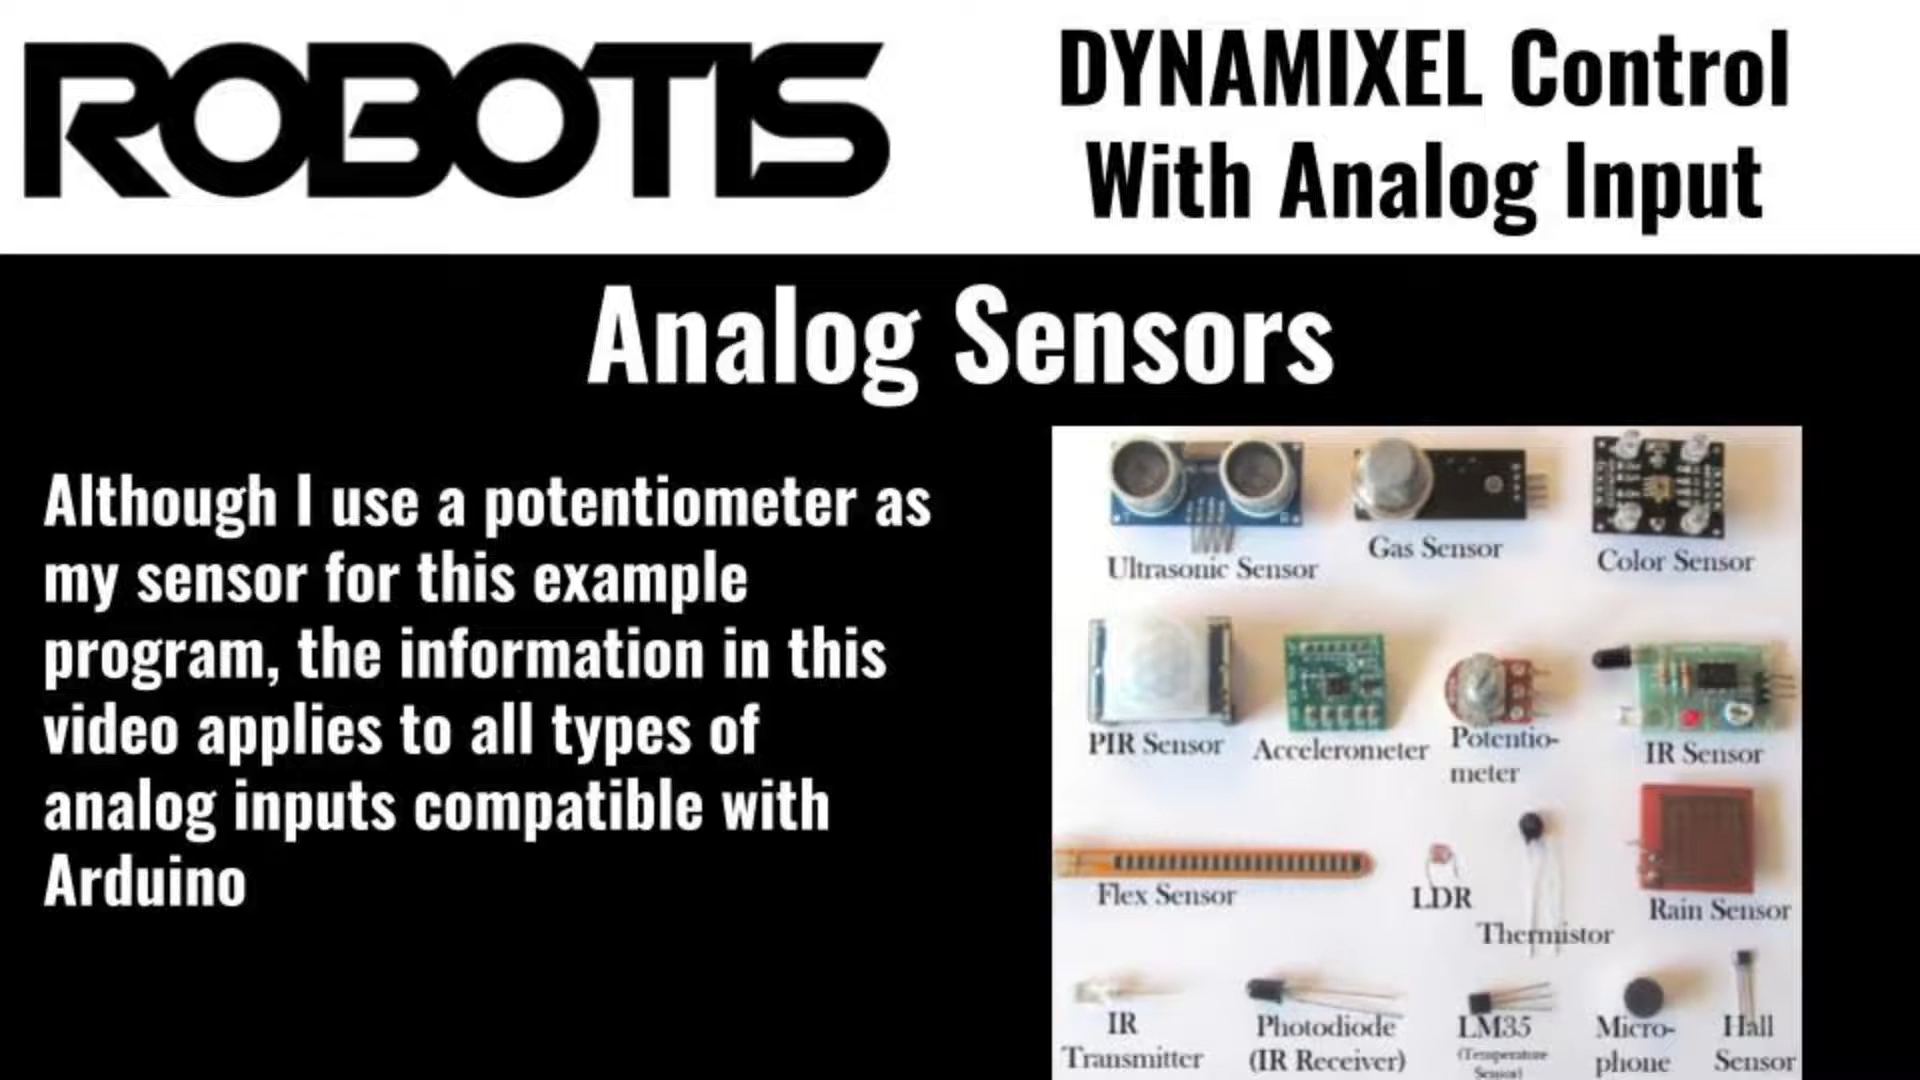 ROBOTIS
DYNAMIXEL Control
With Analog Input
Analog Sensors
Although I use a potentiometer as
my sensor for this example
program, the information in this
video applies to all types of
analog inputs compatible with
Arduino
Ultrasonic Sensor
Gas Sensor
Color Sensor
PIR Sensor
Accelerometer
Potentio-
meter
IR Sensor
Flex Sensor
LDR
Thermistor
Rain Sensor
IR
Transmitter
Photodiode
(IR Receiver)
LM35
(Temperature
Sensor)
Micro-
phone
Hall
Sensor